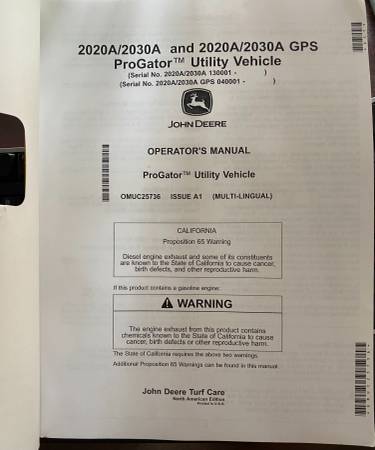 2020A/2030A and 2020A/2030A GPS
ProGator™ Utility Vehicle
(Serial No. 2020A/2030A 130001 - )
(Serial No. 2020A/2030A GPS 040001 - )
JOHN DEERE
OPERATOR'S MANUAL
ProGator™ Utility Vehicle
OMUC25736 ISSUE A1 (MULTI-LINGUAL)
CALIFORNIA
Proposition 65 Warning
Diesel engine exhaust and some of its constituents
are known to the State of California to cause cancer,
birth defects, and other reproductive harm.
If this product contains a gasoline engine:
WARNING
The engine exhaust from this product contains
chemicals known to the State of California to cause
cancer, birth defects or other reproductive harm.
The State of California requires the above two warnings.
Additional Proposition 65 Warnings can be found in this manual.
John Deere Turf Care
North American Edition
Printed in U.S.A.